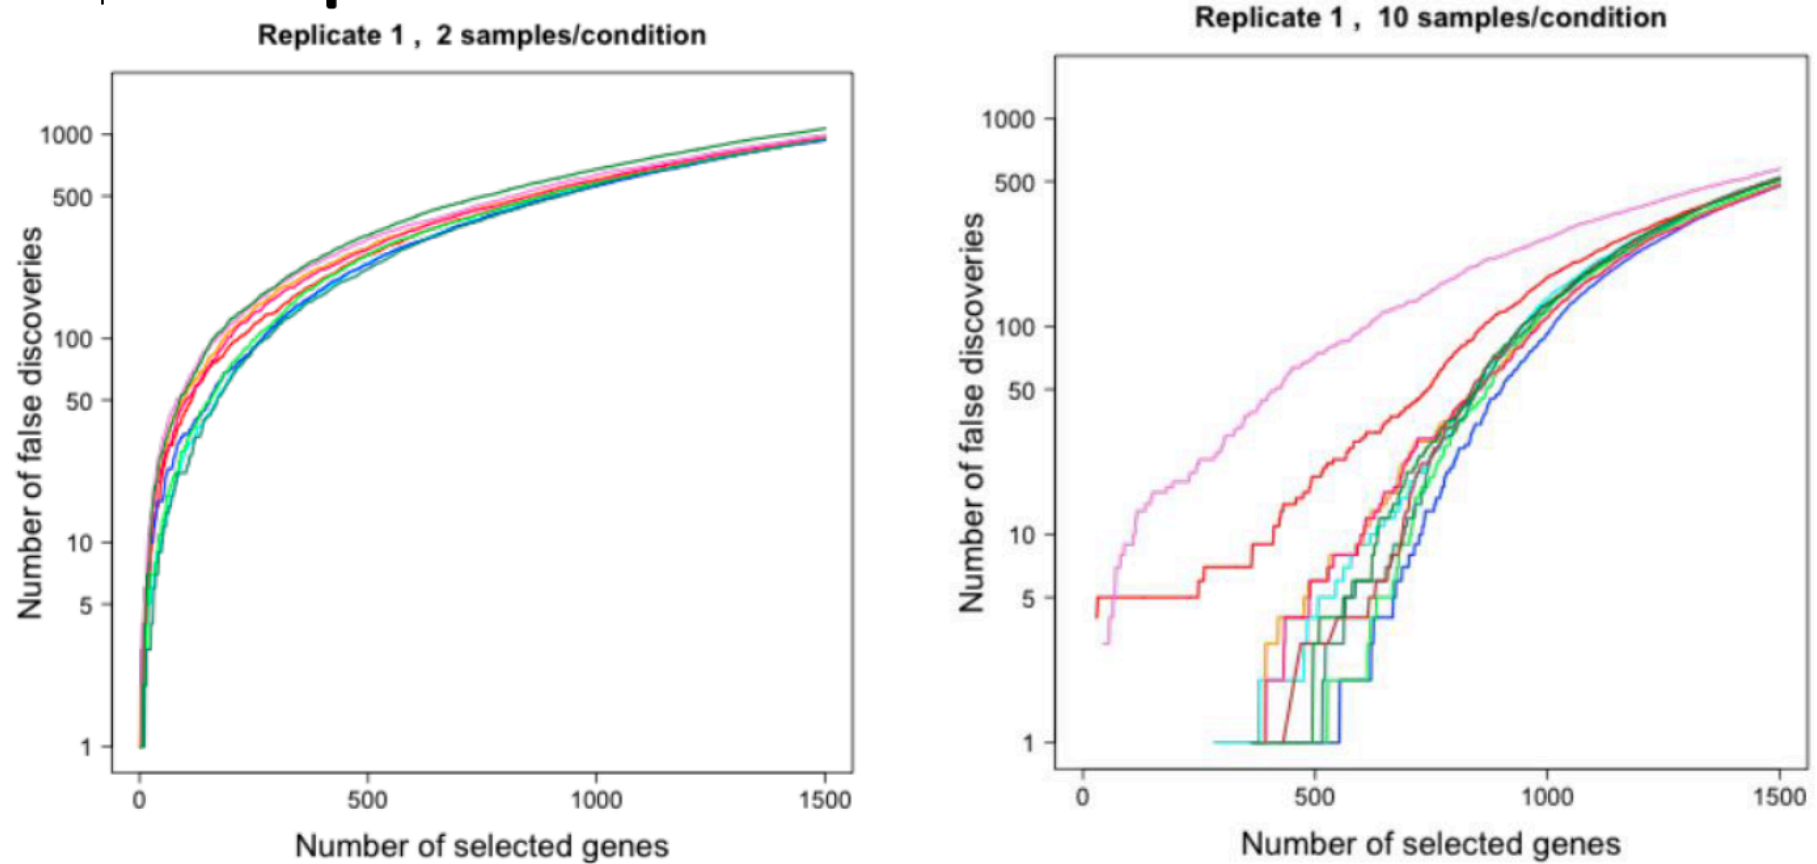 Replicate 1 , 2 samples/condition
Number of false discoveries
1000
500
100
50
10
5
1
0 500 1000 1500
Number of selected genes
Replicate 1 , 10 samples/condition
Number of false discoveries
1000
500
100
50
10
5
1
0 500 1000 1500
Number of selected genes